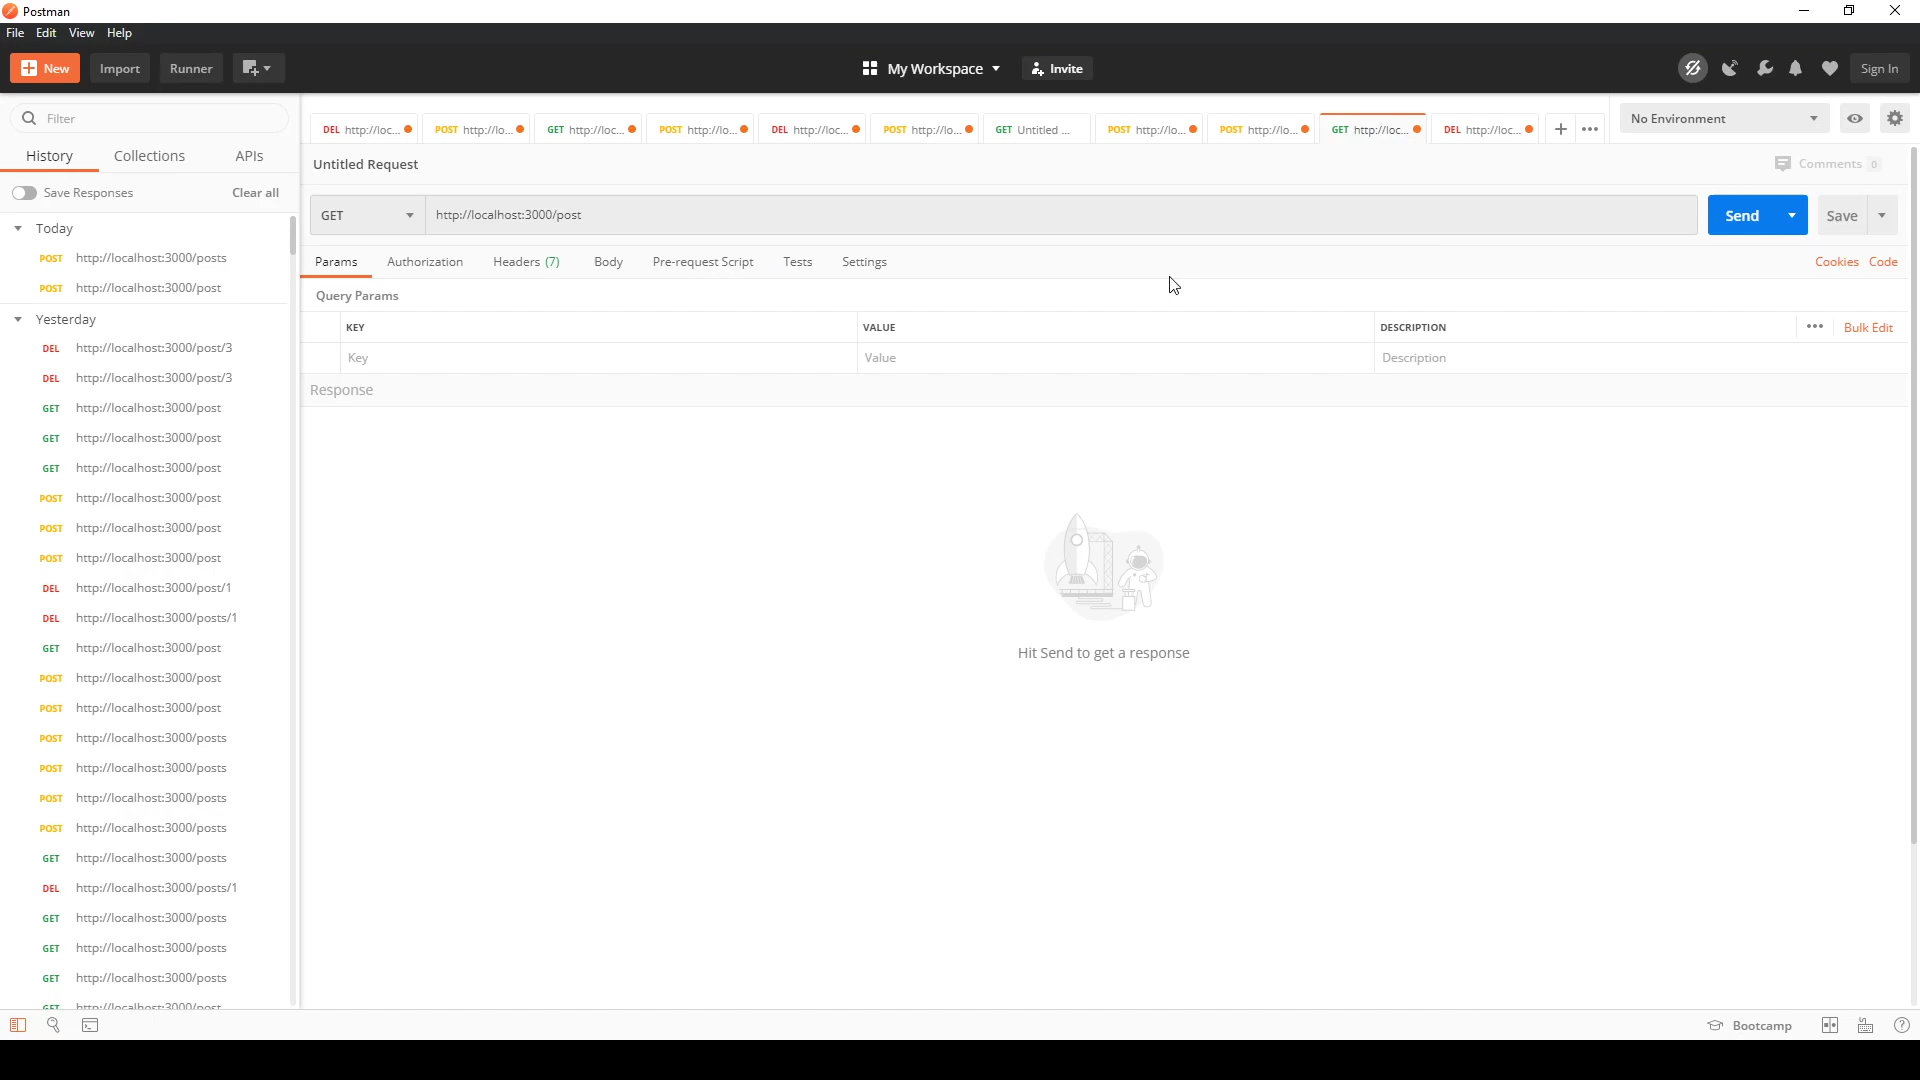 Postman
File Edit View Help
New Import Runner My Workspace Invite Sign In
Filter
DEL http://loc... POST http://lo... GET http://loc... POST http://lo... DEL http://loc... POST http://lo... GET Untitled ... POST http://lo... POST http://lo... GET http://loc... DEL http://loc... No Environment
History Collections APIs
Untitled Request Comments 0
Save Responses Clear all
GET http://localhost:3000/post Send Save
Today
POST http://localhost:3000/posts
POST http://localhost:3000/post
Params Authorization Headers (7) Body Pre-request Script Tests Settings Cookies Code
Query Params
KEY VALUE DESCRIPTION Bulk Edit
Key Value Description
Response
Hit Send to get a response
Yesterday
DEL http://localhost:3000/post/3
DEL http://localhost:3000/post/3
GET http://localhost:3000/post
GET http://localhost:3000/post
GET http://localhost:3000/post
POST http://localhost:3000/post
POST http://localhost:3000/post
POST http://localhost:3000/post
DEL http://localhost:3000/post/1
DEL http://localhost:3000/posts/1
GET http://localhost:3000/post
POST http://localhost:3000/post
POST http://localhost:3000/post
POST http://localhost:3000/posts
POST http://localhost:3000/posts
POST http://localhost:3000/posts
POST http://localhost:3000/posts
GET http://localhost:3000/posts
DEL http://localhost:3000/posts/1
GET http://localhost:3000/posts
GET http://localhost:3000/posts
GET http://localhost:3000/posts
GET http://localhost:3000/post
Bootcamp